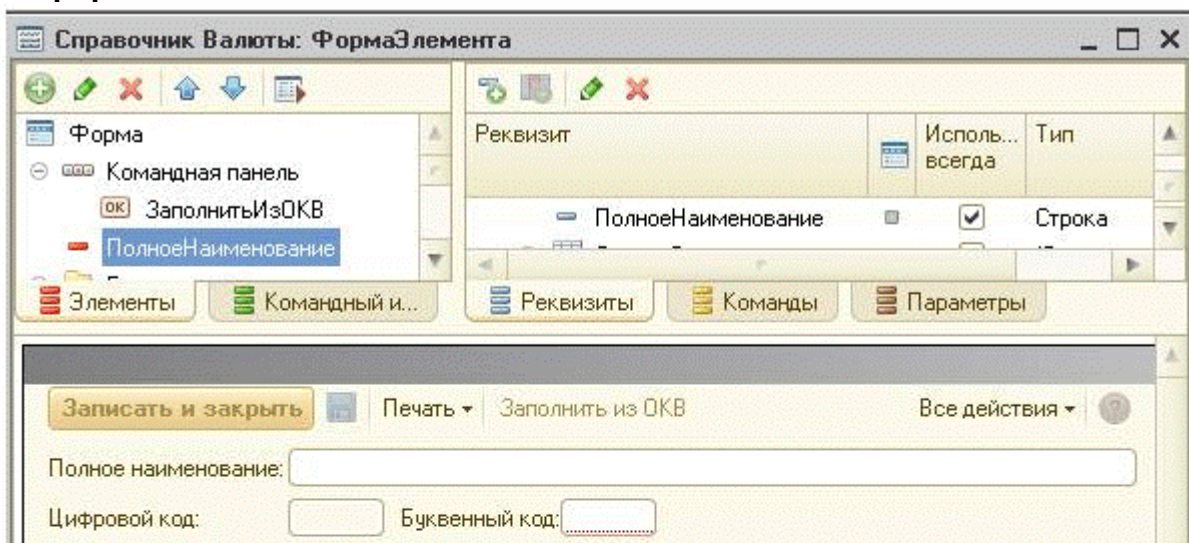 Справочник Валюты: ФормаЭлемента
Форма
Командная панель
OK ЗаполнитьИзОКВ
ПолноеНаименование
Элементы
Командный и...
Реквизит
Исполь... всегда
Тип
ПолноеНаименование
Строка
Реквизиты
Команды
Параметры
Записать и закрыть
Печать
Заполнить из ОКВ
Все действия
?
Полное наименование:
Цифровой код:
Буквенный код: